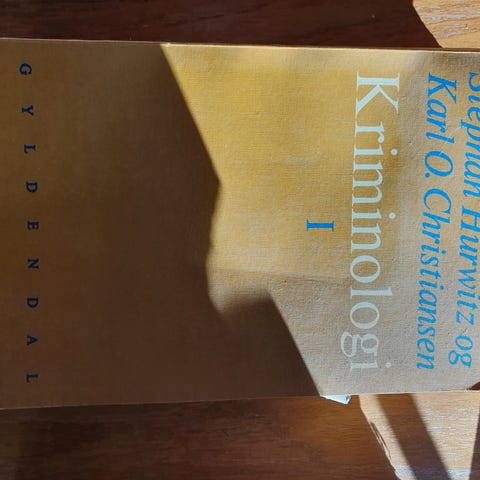 Stephan Hurwitz og
Karl O. Christiansen
Kriminologi
I
GYLDENDAL